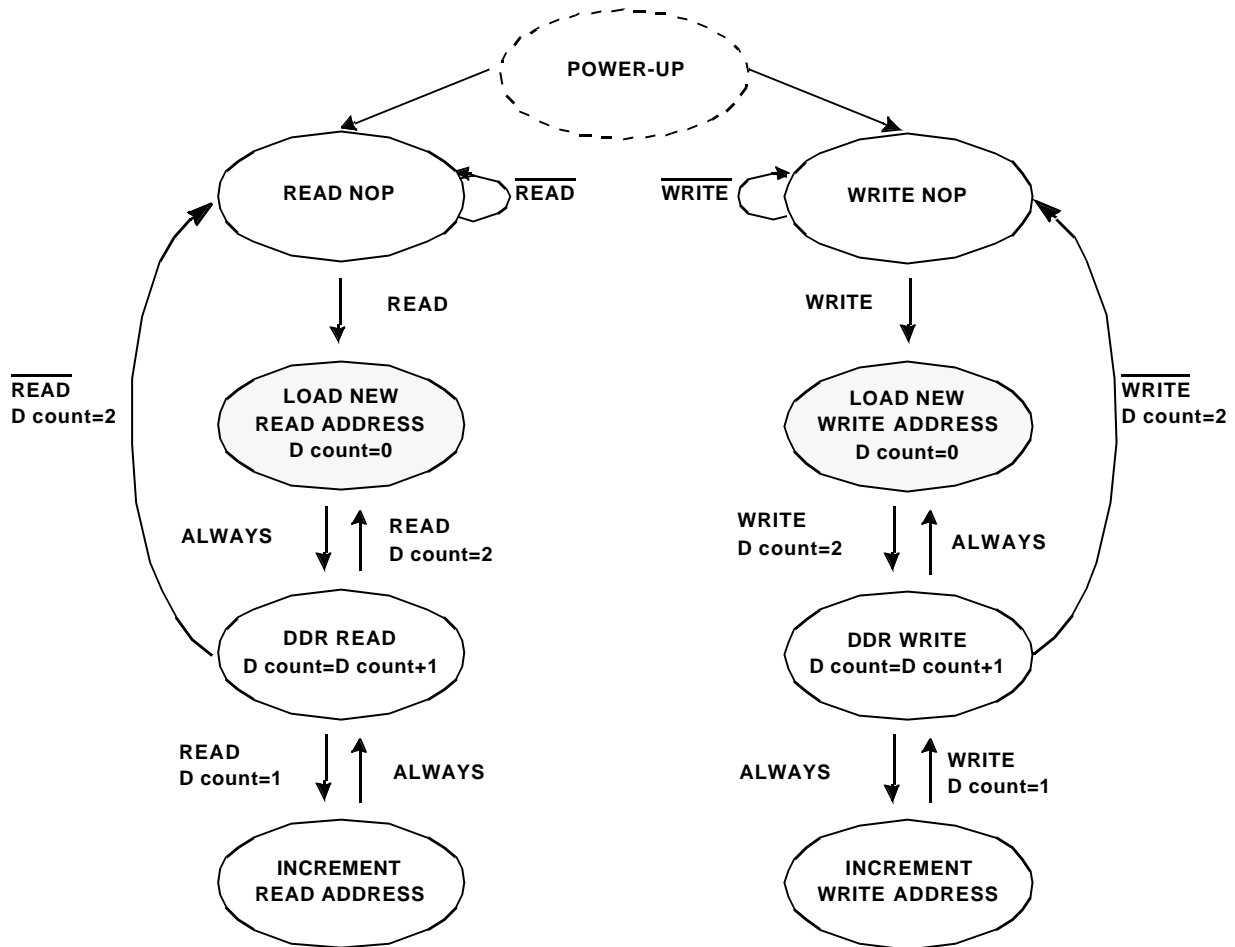 POWER-UP
READ NOP
READ
WRITE
WRITE NOP
READ
WRITE
READ
D count=2
LOAD NEW
READ ADDRESS
D count=0
LOAD NEW
WRITE ADDRESS
D count=0
WRITE
D count=2
ALWAYS
READ
D count=2
WRITE
D count=2
ALWAYS
DDR READ
D count=D count+1
DDR WRITE
D count=D count+1
READ
D count=1
ALWAYS
ALWAYS
WRITE
D count=1
INCREMENT
READ ADDRESS
INCREMENT
WRITE ADDRESS